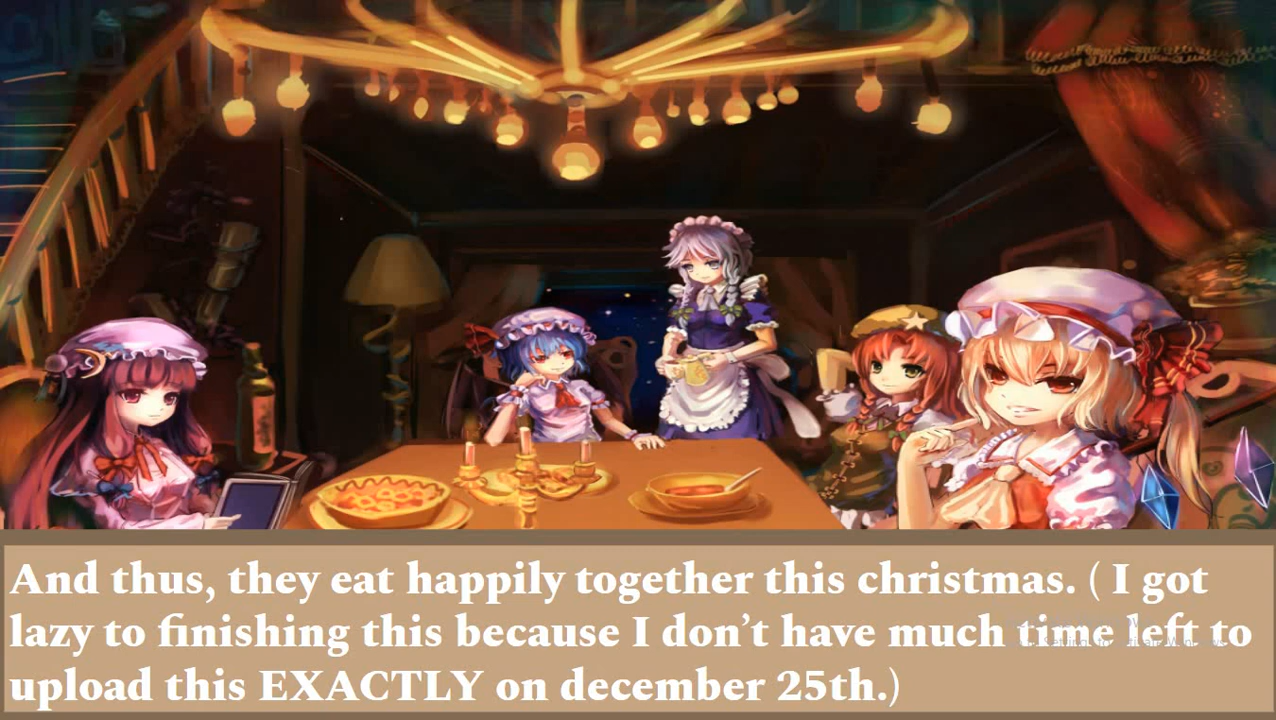 And thus, they eat happily together this christmas. ( I got
lazy to finishing this because I don’t have much time left to
upload this EXACTLY on december 25th.)